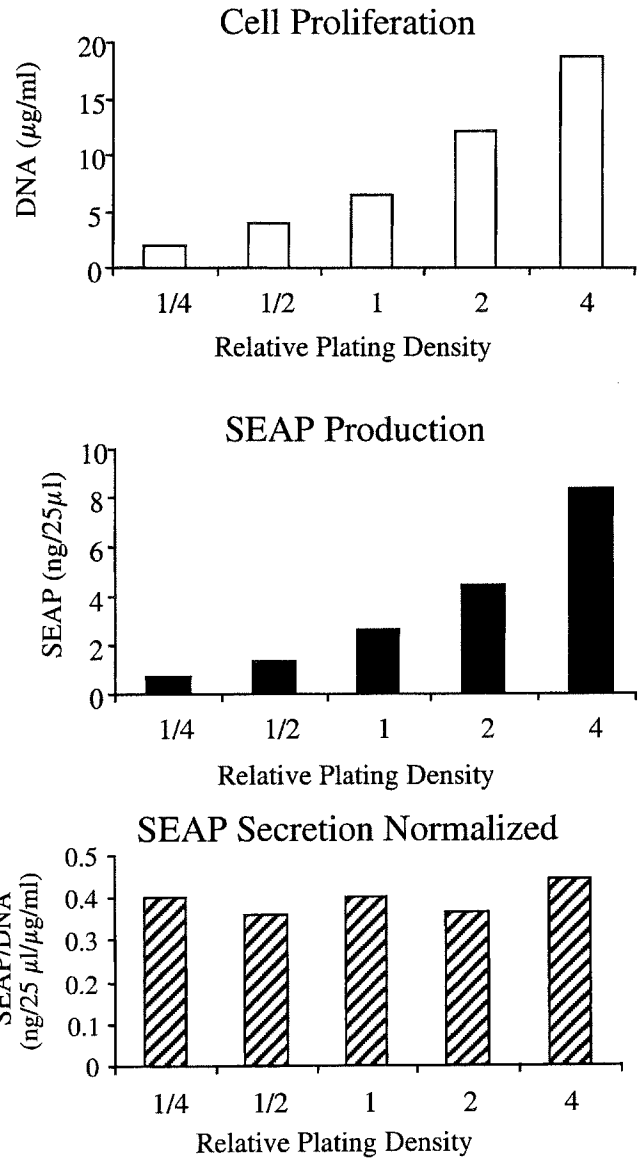 Cell Proliferation
DNA (µg/ml)
20
15
10
5
0
1/4 1/2 1 2 4
Relative Plating Density
SEAP Production
SEAP (ng/25µl)
10
8
6
4
2
0
1/4 1/2 1 2 4
Relative Plating Density
SEAP Secretion Normalized
SEAP/DNA
(ng/25 µl/µg/ml)
0.5
0.4
0.3
0.2
0.1
0
1/4 1/2 1 2 4
Relative Plating Density